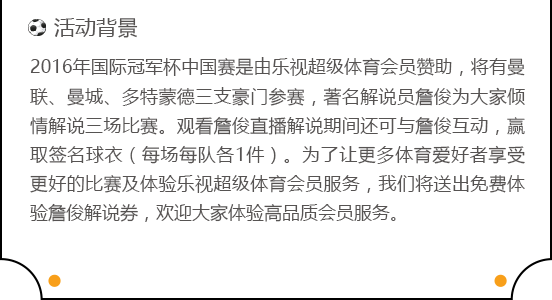 活动背景
2016年国际冠军杯中国赛是由乐视超级体育会员赞助，将有曼
联、曼城、多特蒙德三支豪门参赛，著名解说员詹俊为大家倾
情解说三场比赛。观看詹俊直播解说期间还可与詹俊互动，赢
取签名球衣（每场每队各1件）。为了让更多体育爱好者享受
更好的比赛及体验乐视超级体育会员服务，我们将送出免费体
验詹俊解说券，欢迎大家体验高品质会员服务。